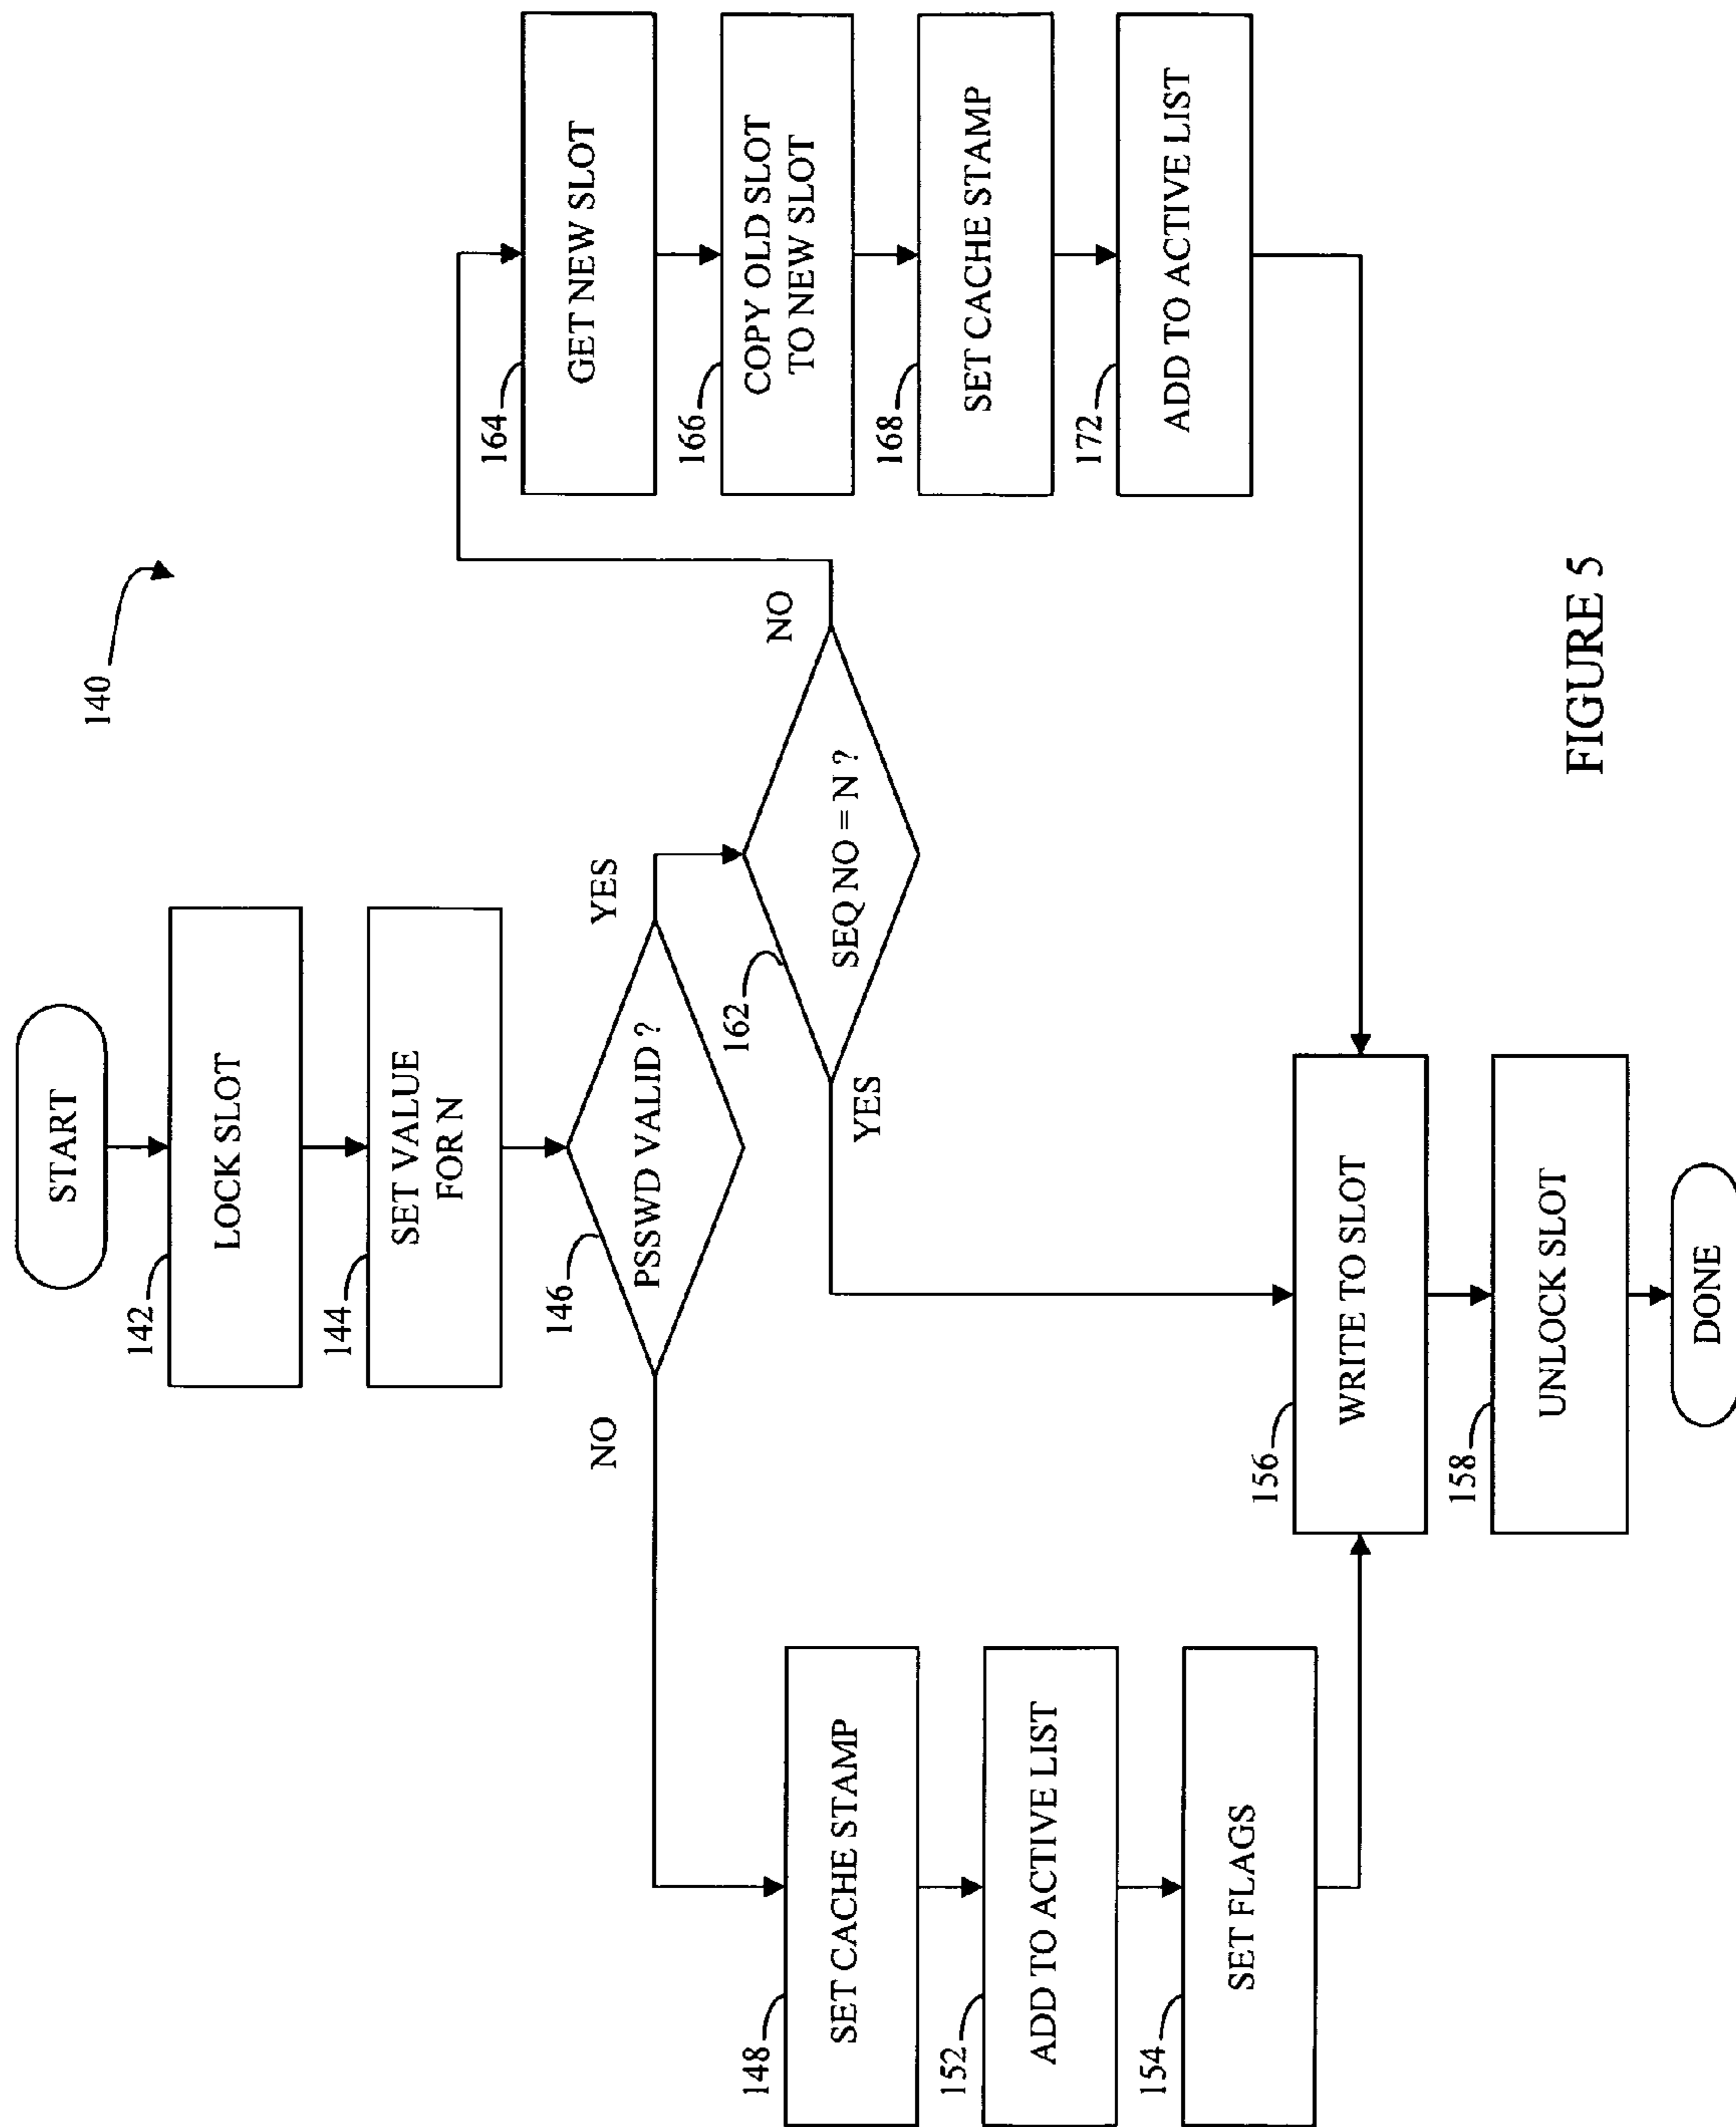 140
START
142
LOCK SLOT
144
SET VALUE
FOR N
146
PSSWD VALID ?
NO
YES
162
SEQ NO = N ?
YES
NO
164
GET NEW SLOT
166
COPY OLD SLOT
TO NEW SLOT
168
SET CACHE STAMP
172
ADD TO ACTIVE LIST
148
SET CACHE STAMP
152
ADD TO ACTIVE LIST
154
SET FLAGS
156
WRITE TO SLOT
158
UNLOCK SLOT
DONE
FIGURE 5